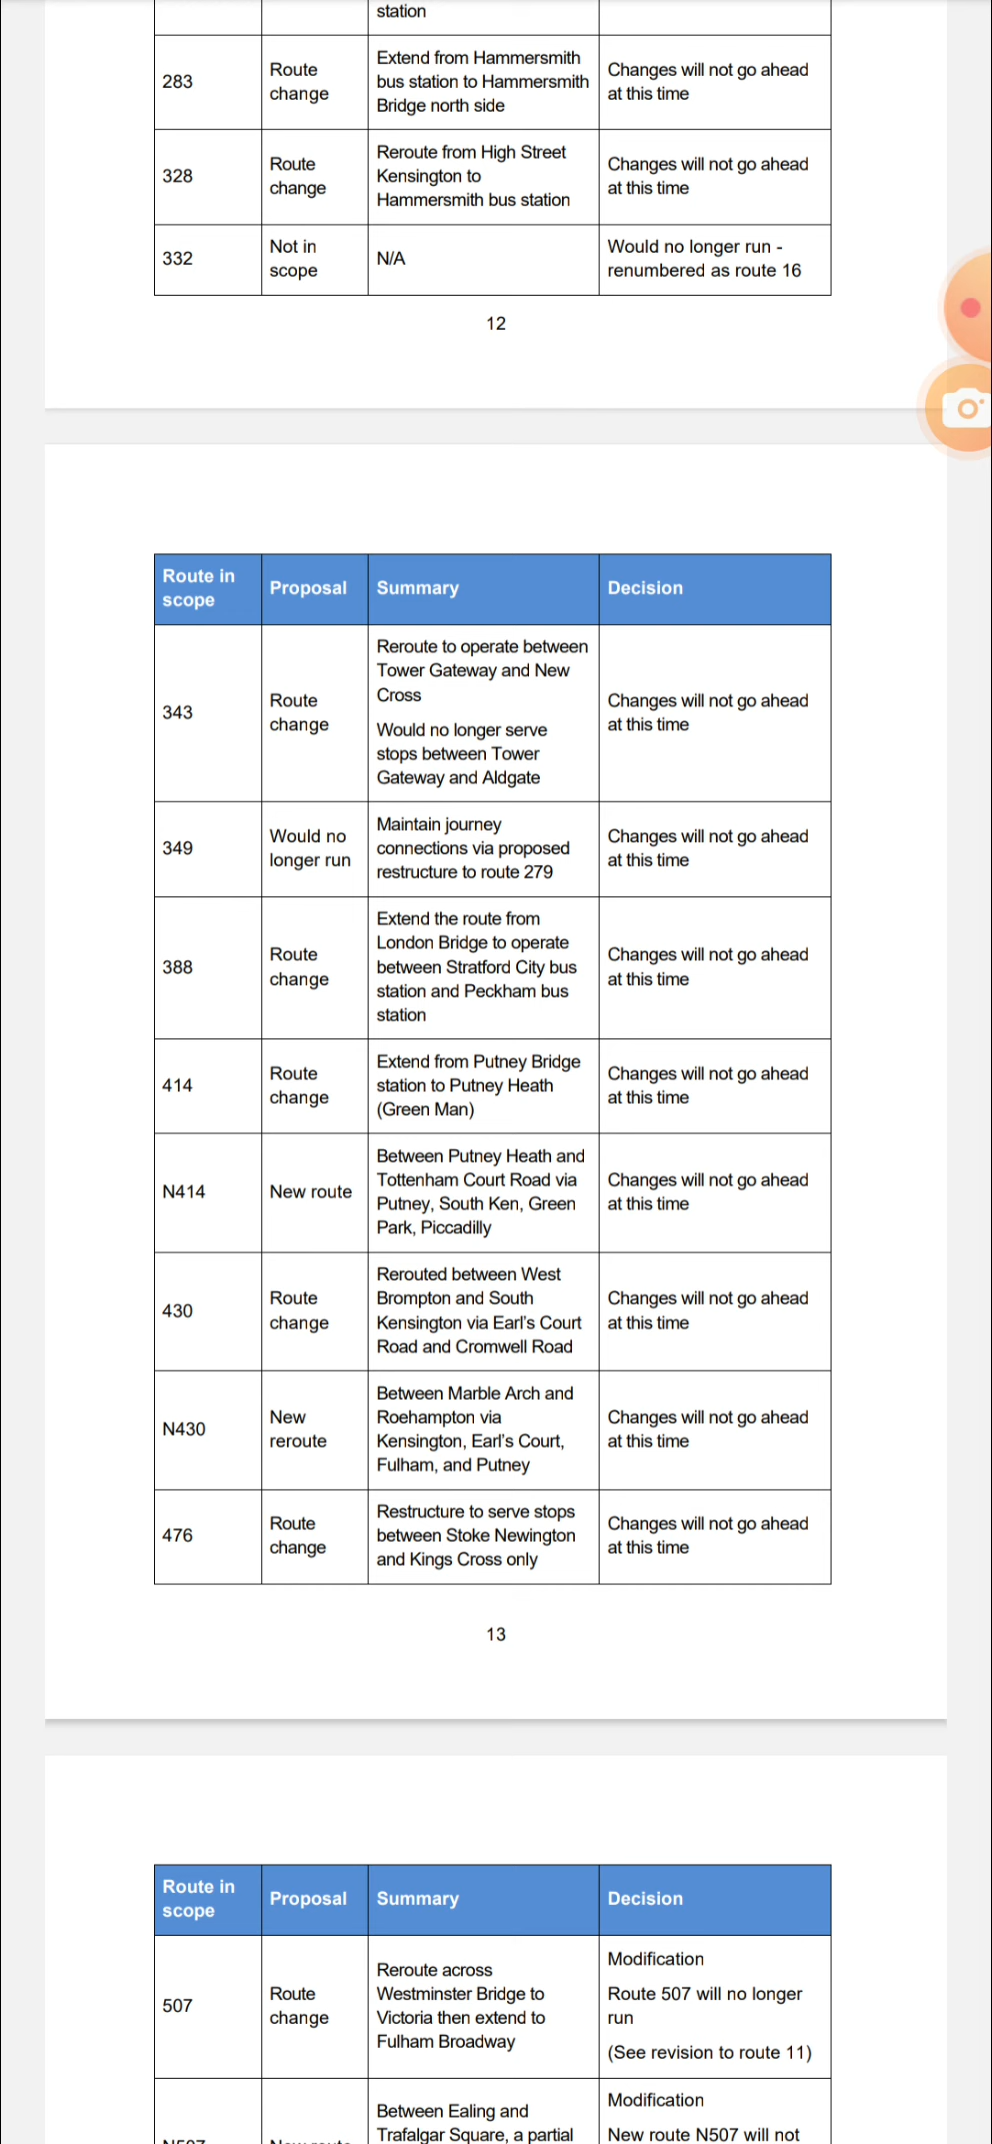 station
283
Route
change
Extend from Hammersmith
bus station to Hammersmith
Bridge north side
Changes will not go ahead
at this time
328
Route
change
Reroute from High Street
Kensington to
Hammersmith bus station
Changes will not go ahead
at this time
332
Not in
scope
N/A
Would no longer run -
renumbered as route 16
12
Route in
scope
Proposal
Summary
Decision
343
Route
change
Reroute to operate between
Tower Gateway and New
Cross
Would no longer serve
stops between Tower
Gateway and Aldgate
Changes will not go ahead
at this time
349
Would no
longer run
Maintain journey
connections via proposed
restructure to route 279
Changes will not go ahead
at this time
388
Route
change
Extend the route from
London Bridge to operate
between Stratford City bus
station and Peckham bus
station
Changes will not go ahead
at this time
414
Route
change
Extend from Putney Bridge
station to Putney Heath
(Green Man)
Changes will not go ahead
at this time
N414
New route
Between Putney Heath and
Tottenham Court Road via
Putney, South Ken, Green
Park, Piccadilly
Changes will not go ahead
at this time
430
Route
change
Rerouted between West
Brompton and South
Kensington via Earl's Court
Road and Cromwell Road
Changes will not go ahead
at this time
N430
New
reroute
Between Marble Arch and
Roehampton via
Kensington, Earl's Court,
Fulham, and Putney
Changes will not go ahead
at this time
476
Route
change
Restructure to serve stops
between Stoke Newington
and Kings Cross only
Changes will not go ahead
at this time
13
Route in
scope
Proposal
Summary
Decision
507
Route
change
Reroute across
Westminster Bridge to
Victoria then extend to
Fulham Broadway
Modification
Route 507 will no longer
run
(See revision to route 11)
N507
New route
Between Ealing and
Trafalgar Square, a partial
Modification
New route N507 will not